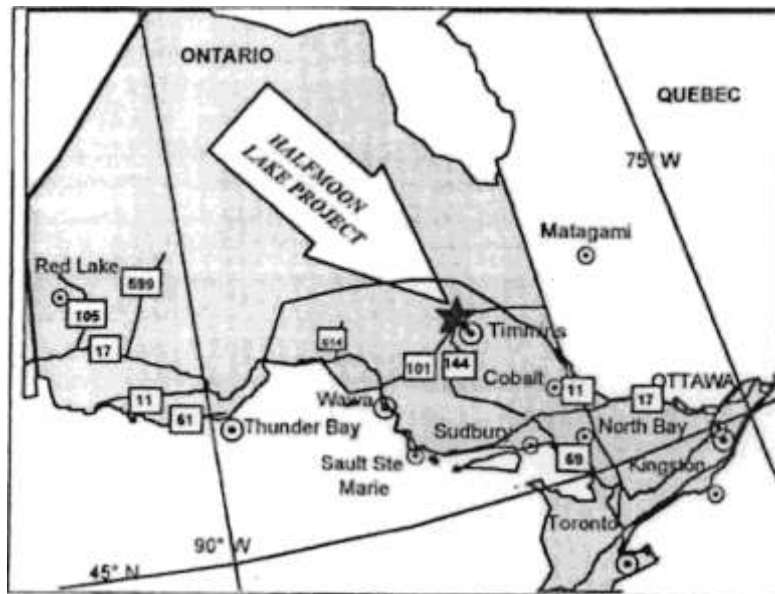 ONTARIO
QUEBEC
75° W
HALFMOON
LAKE PROJECT
Matagami
Red Lake
599
105
17
Timmins
514
101
144
Cobalt
11
17
OTTAWA
11
61
Wawa
Thunder Bay
Sudbury
North Bay
Sault Ste
Marie
69
Kingston
Toronto
90° W
45° N